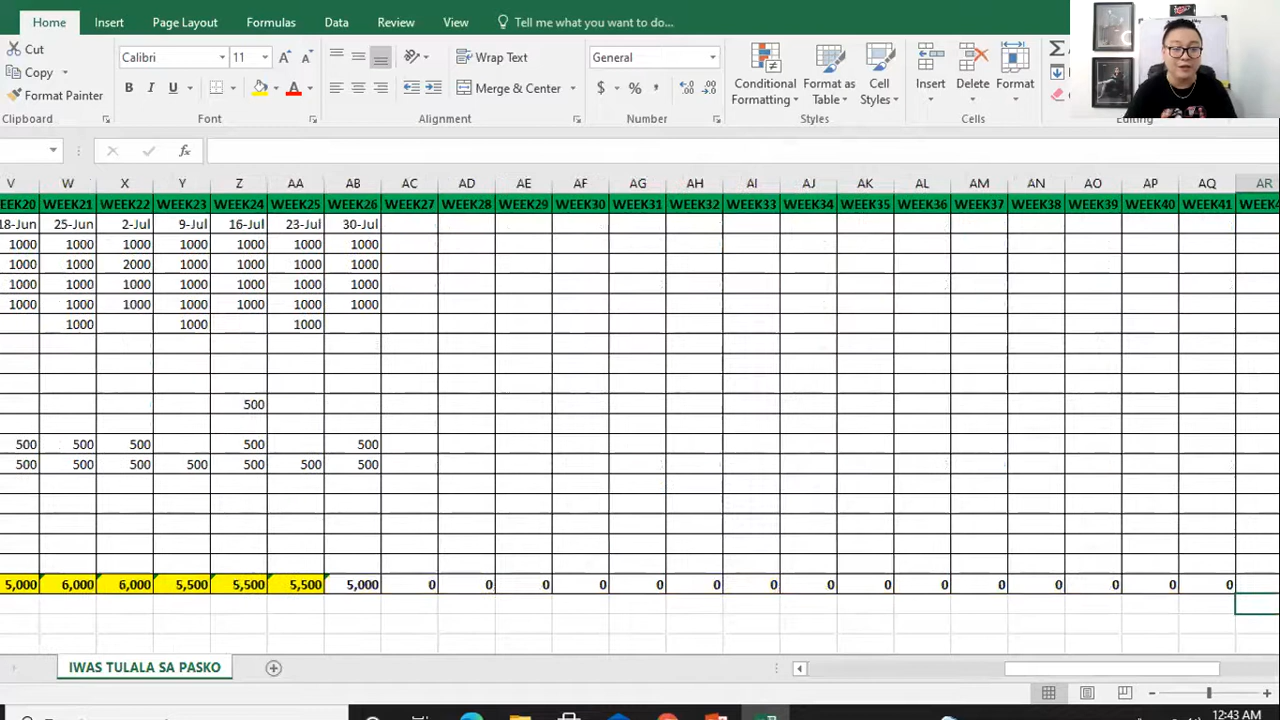 Home Insert Page Layout Formulas Data Review View Tell me what you want to do...
Cut Calibri 11 Wrap Text General
Copy Conditional Format as Cell Insert Delete Format
Format Painter B I U A Merge & Center $ % , Formatting Table Styles
Clipboard Font Alignment Number Styles Cells Editing
fx
V W X Y Z AA AB AC AD AE AF AG AH AI AJ AK AL AM AN AO AP AQ AR
EEK20 WEEK21 WEEK22 WEEK23 WEEK24 WEEK25 WEEK26 WEEK27 WEEK28 WEEK29 WEEK30 WEEK31 WEEK32 WEEK33 WEEK34 WEEK35 WEEK36 WEEK37 WEEK38 WEEK39 WEEK40 WEEK41 WEEK4
18-Jun 25-Jun 2-Jul 9-Jul 16-Jul 23-Jul 30-Jul
1000 1000 1000 1000 1000 1000 1000
1000 1000 2000 1000 1000 1000 1000
1000 1000 1000 1000 1000 1000 1000
1000 1000 1000 1000 1000 1000 1000
1000 1000 1000
500
500 500 500 500 500
500 500 500 500 500 500 500
5,000 6,000 6,000 5,500 5,500 5,500 5,000 0 0 0 0 0 0 0 0 0 0 0 0 0 0 0
IWAS TULALA SA PASKO
12:43 AM